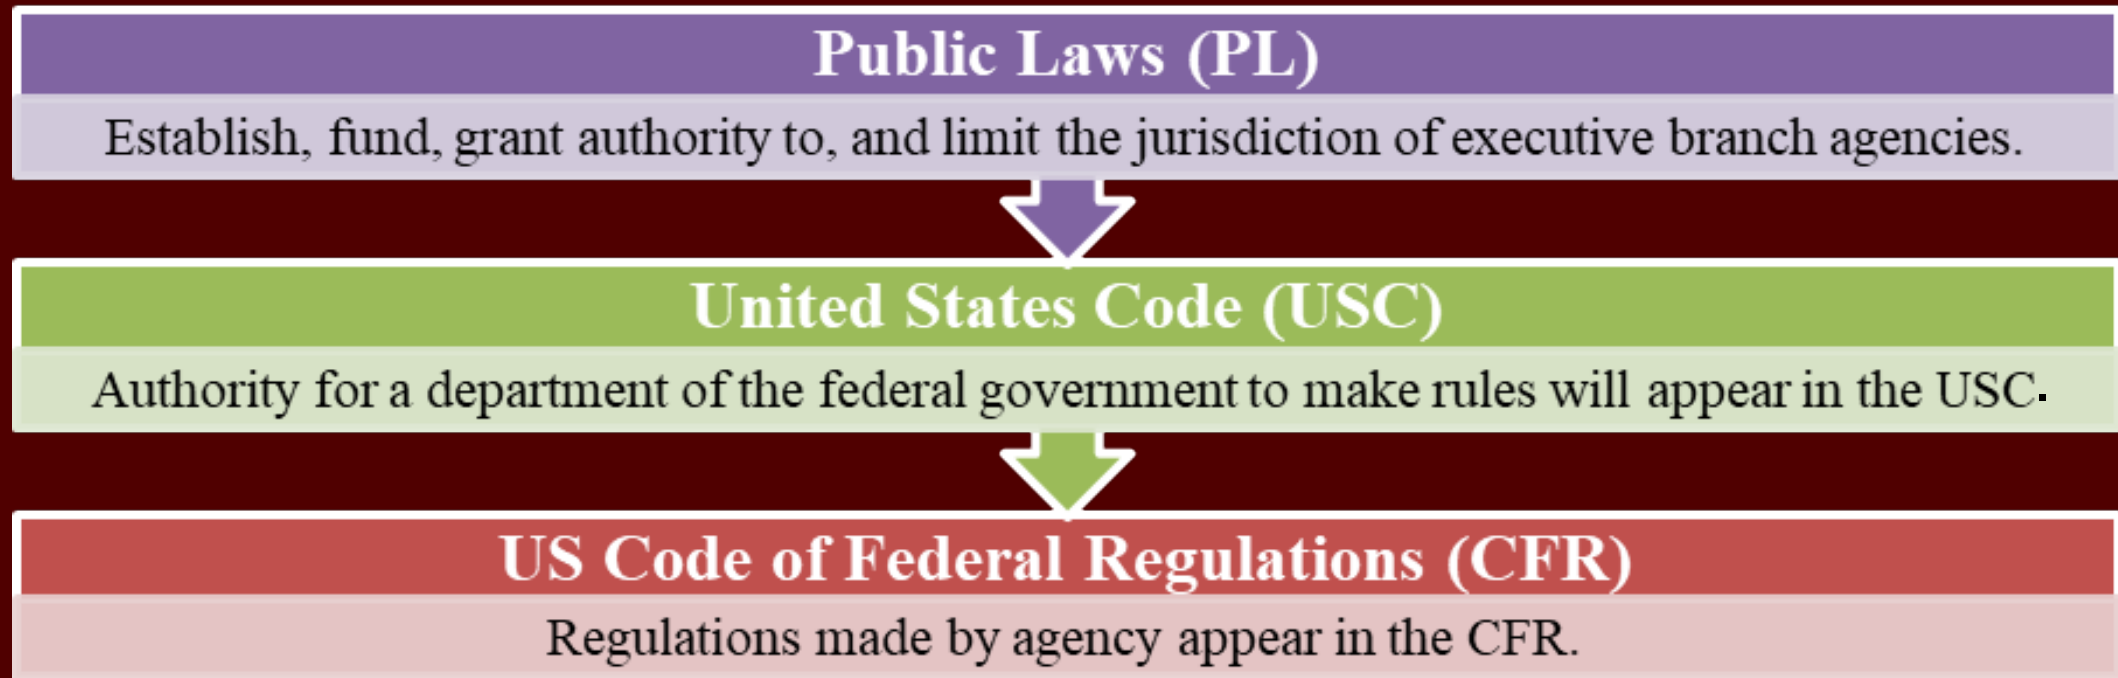 Public Laws (PL)
Establish, fund, grant authority to, and limit the jurisdiction of executive branch agencies.
United States Code (USC)
Authority for a department of the federal government to make rules will appear in the USC.
US Code of Federal Regulations (CFR)
Regulations made by agency appear in the CFR.